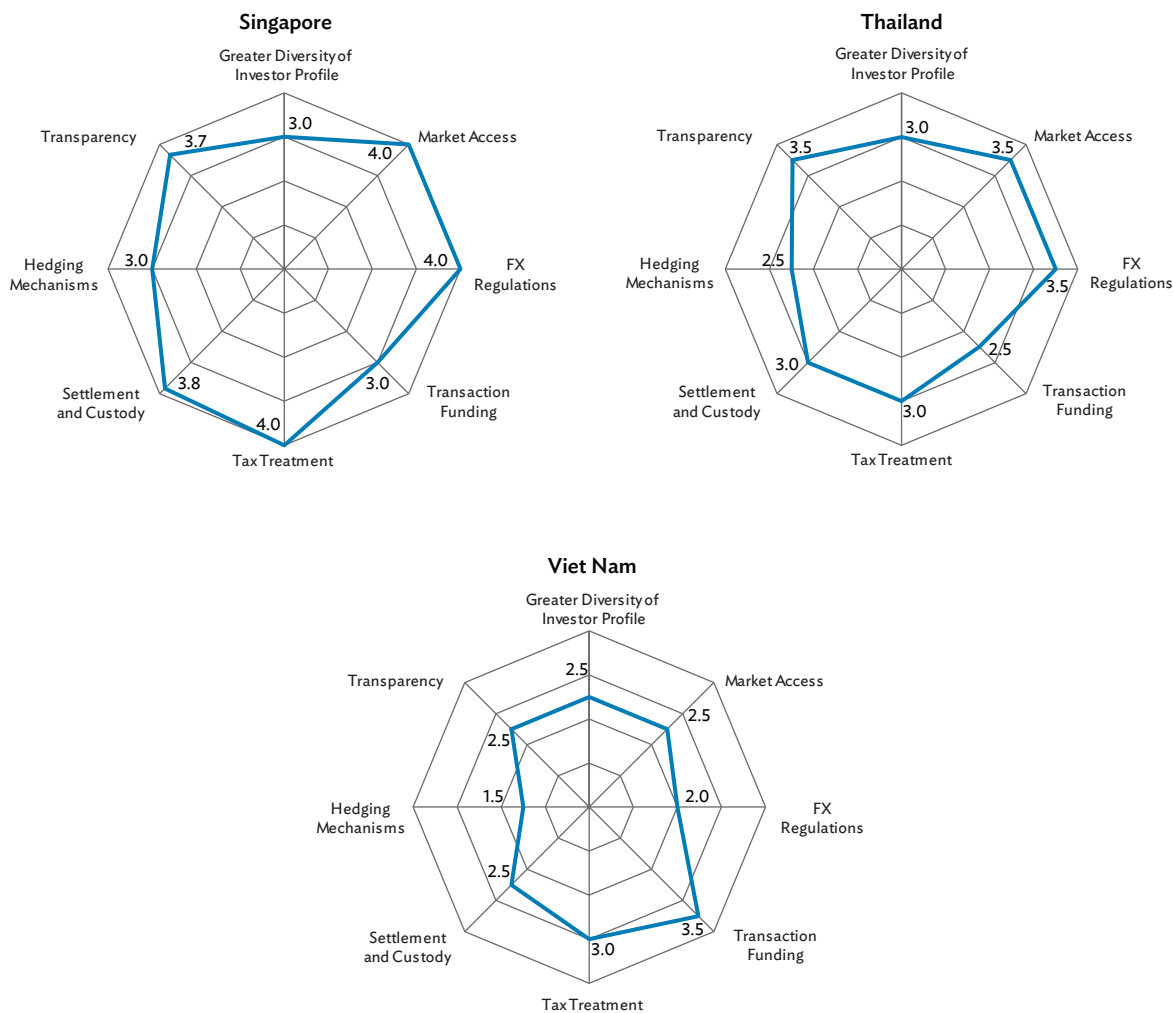 Singapore
Greater Diversity of
Investor Profile
Transparency
3.7
3.0
Market Access
4.0
Hedging
Mechanisms
3.0
4.0
FX
Regulations
Settlement
and Custody
3.8
3.0
Transaction
Funding
4.0
Tax Treatment
Thailand
Greater Diversity of
Investor Profile
Transparency
3.5
3.0
3.5
Market Access
Hedging
Mechanisms
2.5
FX
Regulations
3.5
Settlement
and Custody
3.0
2.5
Transaction
Funding
3.0
Tax Treatment
Viet Nam
Greater Diversity of
Investor Profile
Transparency
2.5
2.5
Market Access
2.5
Hedging
Mechanisms
1.5
2.0
FX
Regulations
2.5
Settlement
and Custody
3.5
Transaction
Funding
3.0
Tax Treatment